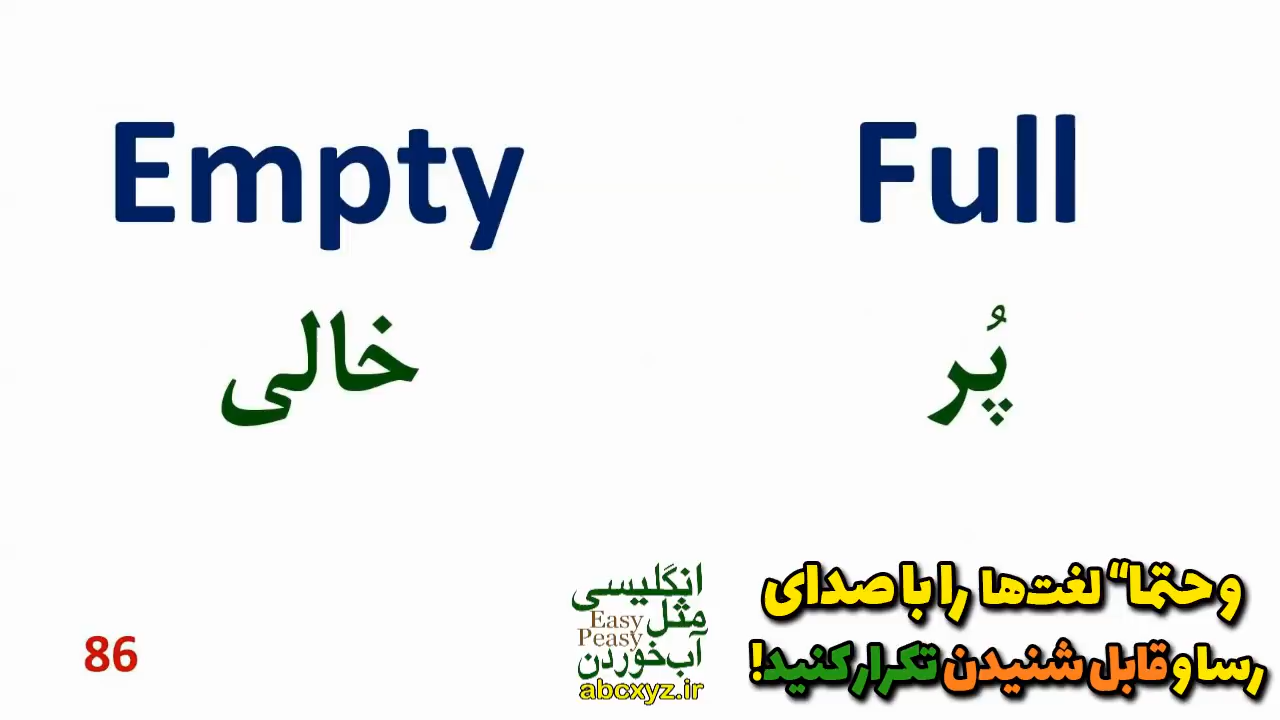 Empty Full
خالی پُر
و حتما“ لغت‌ها را با صدای
رسا و قابل شنیدن تکرار کنید!
انگلیسی
مثل Easy
آب خوردن Peasy
abcxyz.ir
86